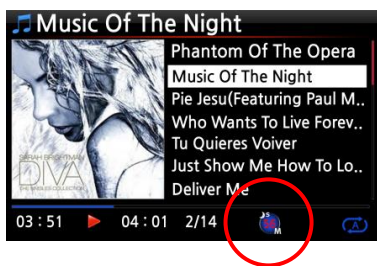 Music Of The Night
Phantom Of The Opera
Music Of The Night
Pie Jesu(Featuring Paul M..
Who Wants To Live Forev..
Tu Quieres Voiver
Just Show Me How To Lo..
Deliver Me
SARAH BRIGHTMAN
DIVA
THE SINGLES COLLECTION
03:51 04:01 2/14 JS M A